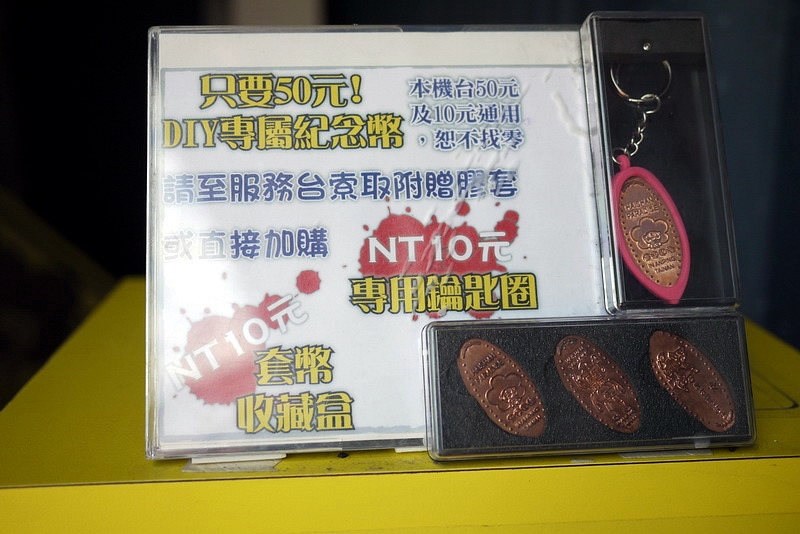 只要50元!
DIY專屬紀念幣
本機台50元
及10元通用
，恕不找零
請至服務台索取附贈膠套
或直接加購
NT10元
專用鑰匙圈
NT10元
套幣
收藏盒